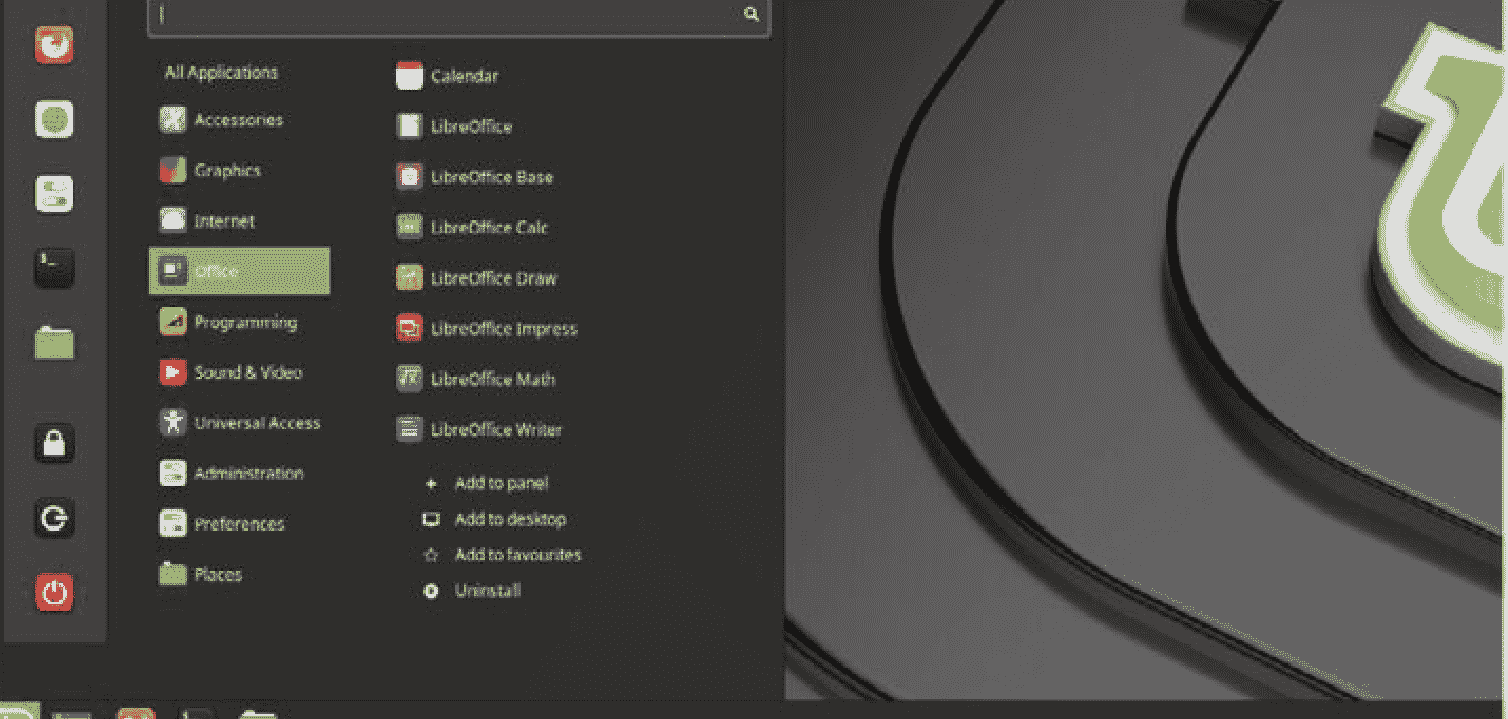 All Applications
Accessories
Graphics
Internet
Office
Programming
Sound & Video
Universal Access
Administration
Preferences
Places
Calendar
LibreOffice
LibreOffice Base
LibreOffice Calc
LibreOffice Draw
LibreOffice Impress
LibreOffice Math
LibreOffice Writer
Add to panel
Add to desktop
Add to favourites
Uninstall